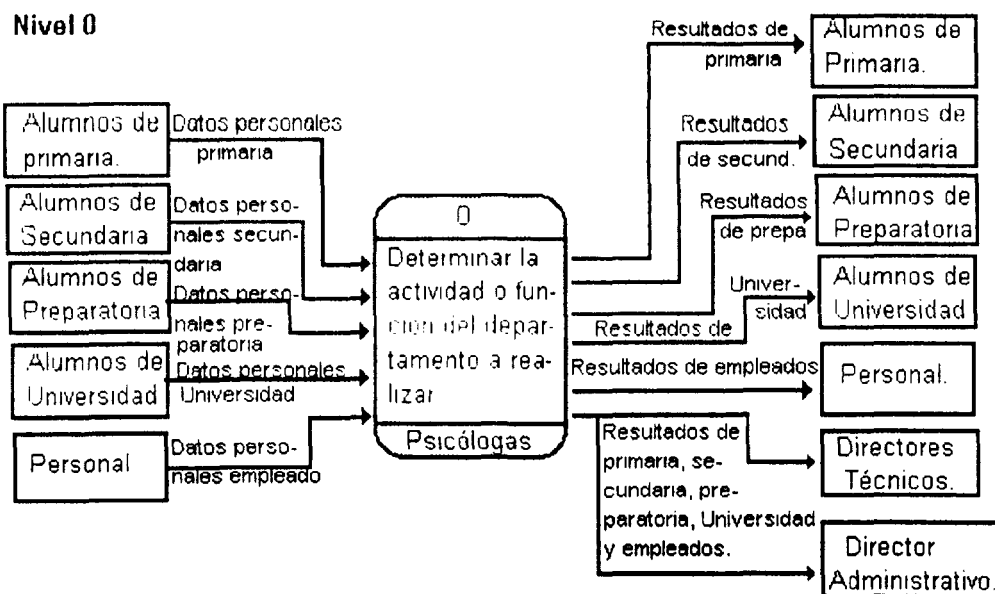 Nivel 0
Alumnos de
primaria.
Datos personales
primaria
Alumnos de
Secundaria
Datos perso-
nales secun-
daria
Alumnos de
Preparatoria
Datos perso-
nales pre-
paratoria
Alumnos de
Universidad
Datos personales
Universidad
Personal
Datos perso-
nales empleado
0
Determinar la
actividad o fun-
ción del depar-
tamento a rea-
lizar
Psicólogas
Resultados de
primaria
Alumnos de
Primaria.
Resultados
de secund.
Alumnos de
Secundaria
Resultados
de prepa
Alumnos de
Preparatoria
Univer-
sidad
Resultados de
Alumnos de
Universidad
Resultados de empleados
Personal.
Resultados de
primaria, se-
cundaria, pre-
paratoria, Universidad
y empleados.
Directores
Técnicos.
Director
Administrativo.